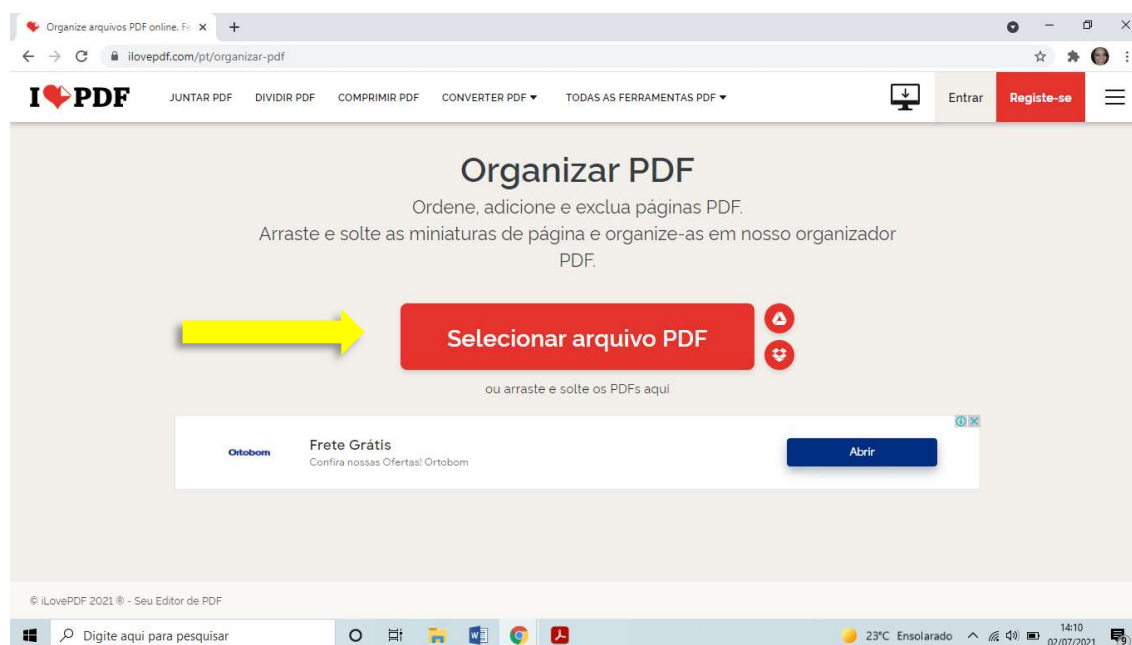 Organize arquivos PDF online. Fe
ilovepdf.com/pt/organizar-pdf
I PDF
JUNTAR PDF DIVIDIR PDF COMPRIMIR PDF CONVERTER PDF TODAS AS FERRAMENTAS PDF
Entrar Registe-se
Organizar PDF
Ordene, adicione e exclua páginas PDF.
Arraste e solte as miniaturas de página e organize-as em nosso organizador
PDF.
Selecionar arquivo PDF
ou arraste e solte os PDFs aqui
Ortobom
Frete Grátis
Confira nossas Ofertas! Ortobom
Abrir
© iLovePDF 2021 ® - Seu Editor de PDF
Digite aqui para pesquisar
23°C Ensolarado
14:10
02/07/2021
9